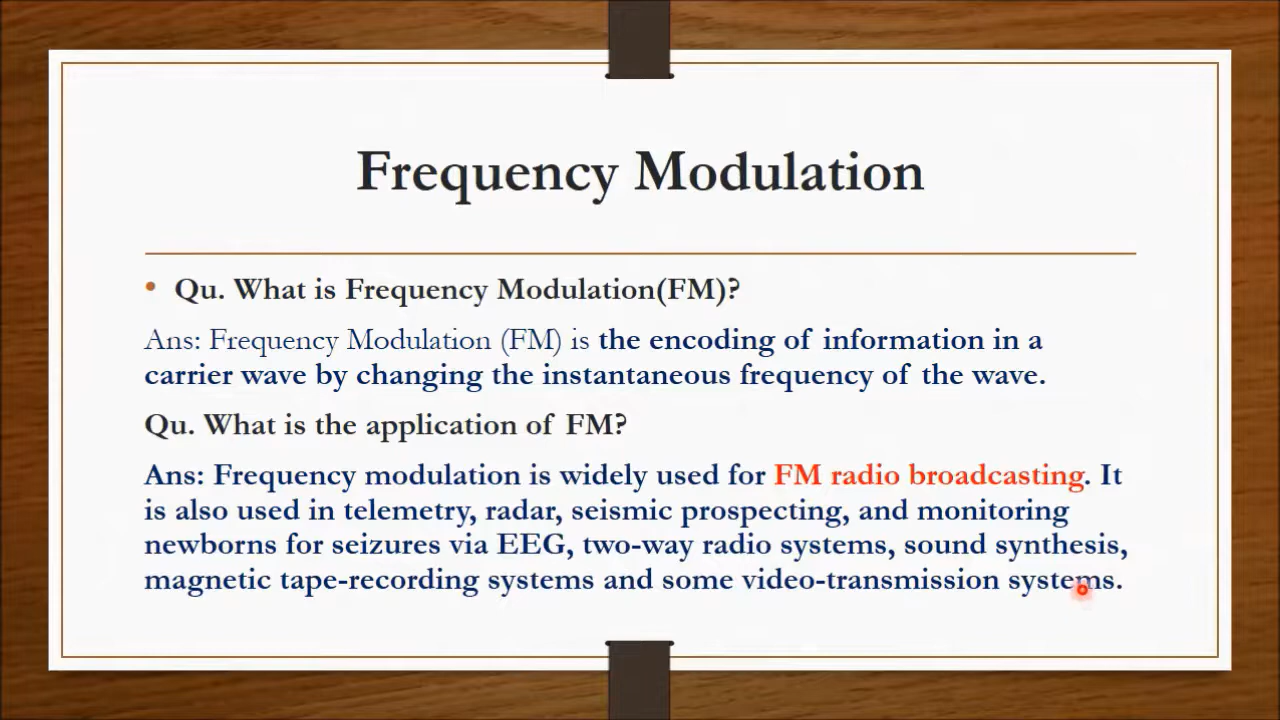 Frequency Modulation
• Qu. What is Frequency Modulation(FM)?
Ans: Frequency Modulation (FM) is the encoding of information in a
carrier wave by changing the instantaneous frequency of the wave.
Qu. What is the application of FM?
Ans: Frequency modulation is widely used for FM radio broadcasting. It
is also used in telemetry, radar, seismic prospecting, and monitoring
newborns for seizures via EEG, two-way radio systems, sound synthesis,
magnetic tape-recording systems and some video-transmission systems.